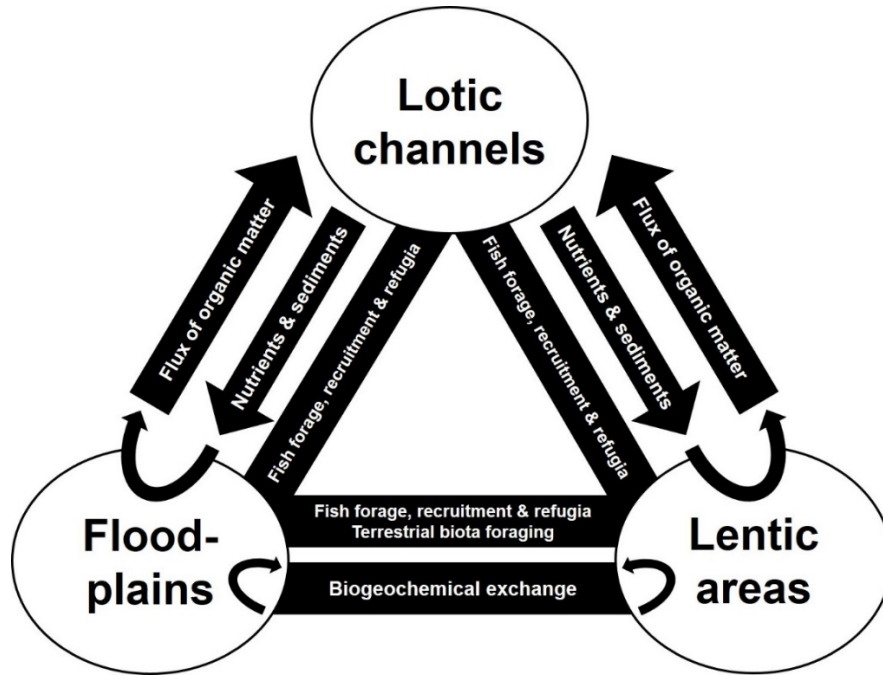 Lotic
channels
Flux of organic matter
Nutrients & sediments
Fish forage, recruitment & refugia
Fish forage, recruitment & refugia
Nutrients & sediments
Flux of organic matter
Flood-
plains
Fish forage, recruitment & refugia
Terrestrial biota foraging
Biogeochemical exchange
Lentic
areas